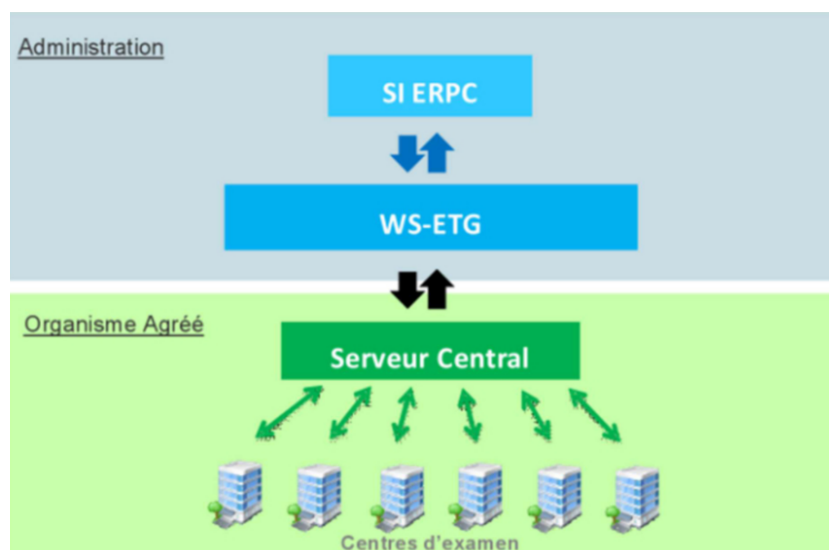 Administration
SI ERPC
WS-ETG
Organisme Agréé
Serveur Central
Centres d'examen